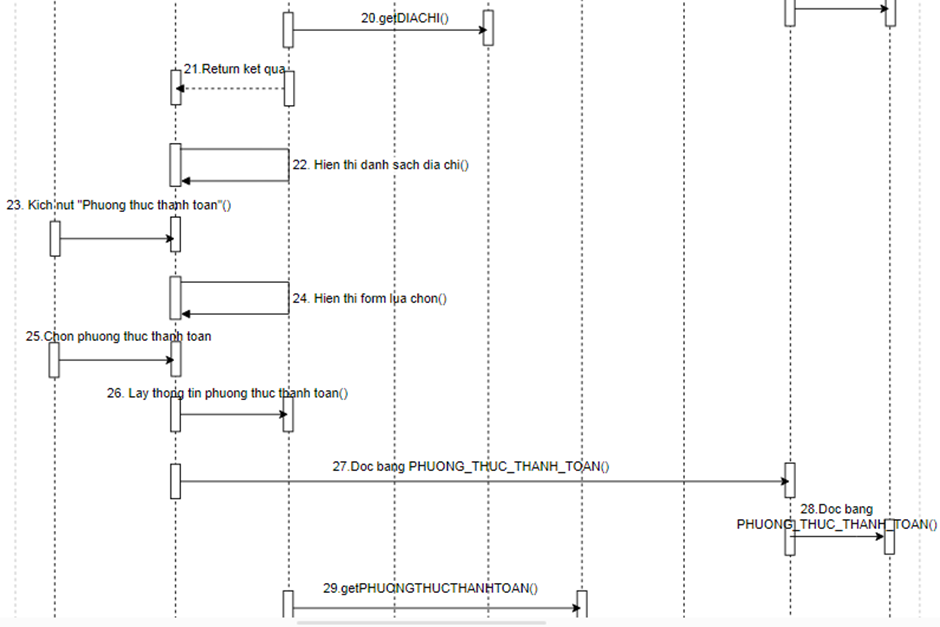 20.getDIACHI()
21.Return ket qua
22. Hien thi danh sach dia chi()
23. Kich nut "Phuong thuc thanh toan"()
24. Hien thi form lua chon()
25.Chon phuong thuc thanh toan
26. Lay thong tin phuong thuc thanh toan()
27.Doc bang PHUONG_THUC_THANH_TOAN()
28.Doc bang
PHUONG_THUC_THANH_TOAN()
29.getPHUONGTHUCTHANHTOAN()